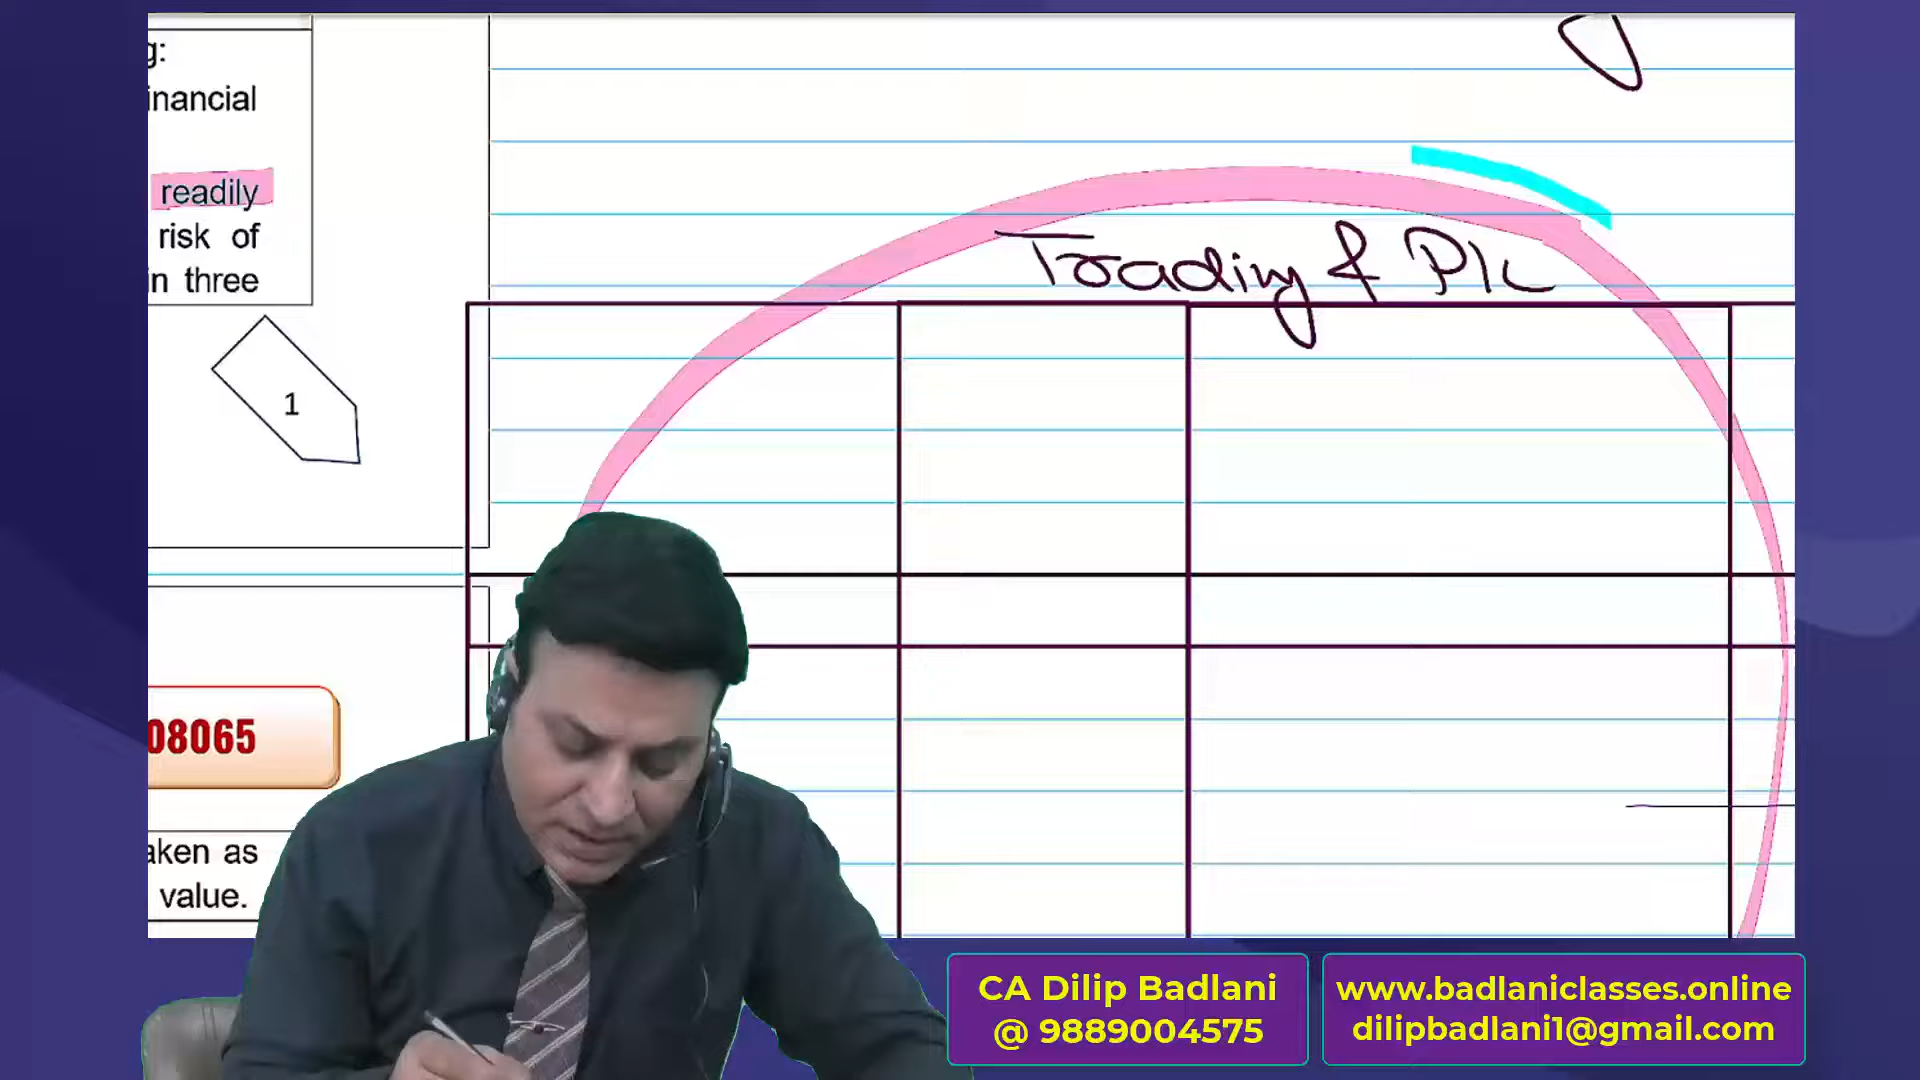 g:
inancial
readily
risk of
in three
1
08065
aken as
value.
Trading & P/L
CA Dilip Badlani
@ 9889004575
www.badlaniclasses.online
dilipbadlani1@gmail.com